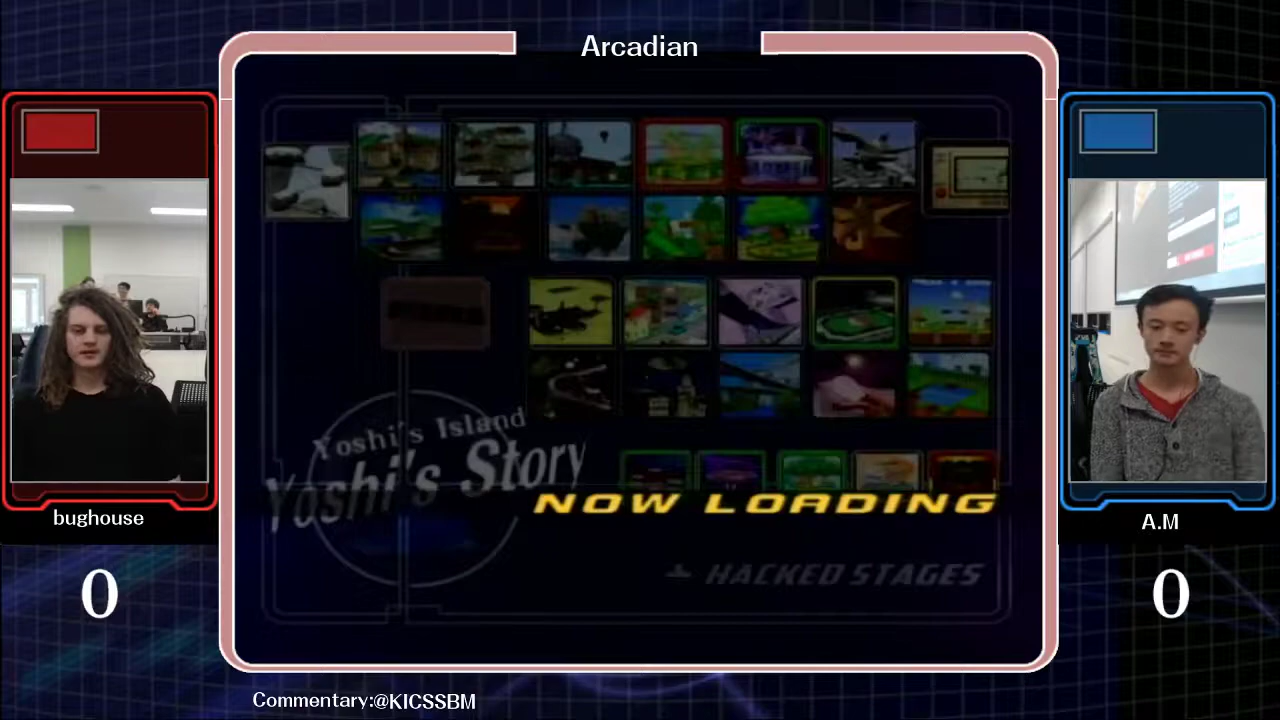 Arcadian
Yoshi's Island
Yoshi's Story
NOW LOADING
HACKED STAGES
bughouse
A.M
0
0
Commentary:@KICSSBM